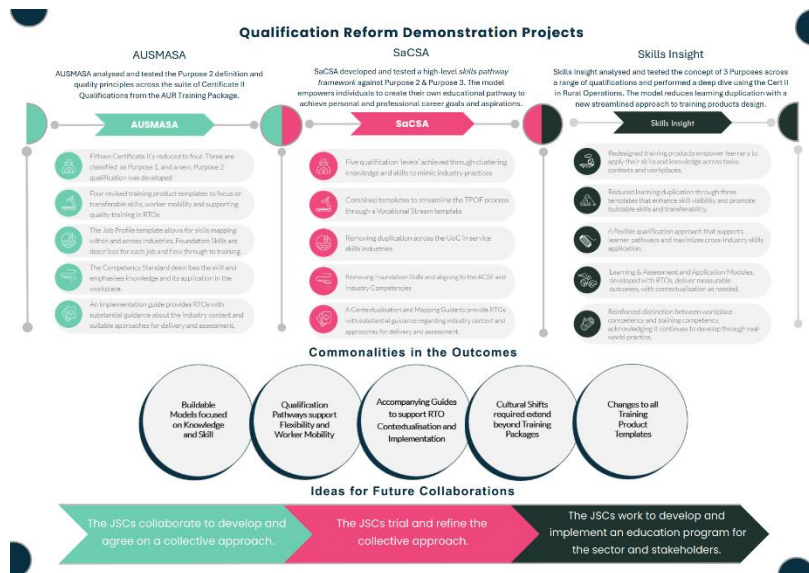 Qualification Reform Demonstration Projects
AUSMASA
AUSMASA analysed and tested the Purpose 2 definition and
quality principles across the suite of Certificate II
Qualifications from the AUR Training Package.
AUSMASA
Fifteen Certificate II's reduced to four. Three are
classified as Purpose 1, and a new, Purpose 2
qualification was developed
Four revised training product templates to focus on
transferable skills, worker mobility and supporting
quality training in RTOs.
The Job Profile template allows for skills mapping
within and across industries. Foundation Skills are
described for each job and flow through to training.
The Competency Standard describes the skill and
emphasises knowledge and its application in the
workplace.
An Implementation guide provides RTOs with
substantial guidance about the industry context and
suitable approaches for delivery and assessment.
SaCSA
SaCSA developed and tested a high-level skills pathway
framework against Purpose 2 & Purpose 3. The model
empowers individuals to create their own educational pathway to
achieve personal and professional career goals and aspirations.
SaCSA
Five qualification 'levels' achieved through clustering
knowledge and skills to mimic industry practices
Combined templates to streamline the TPOF process
through a Vocational Stream template
Removing duplication across the UoC in service
skills industries
Removing Foundation Skills and aligning to the ACSF and
Industry Competencies
A Contextualisation and Mapping Guide to provide RTOs
with substantial guidance regarding industry context and
approaches for delivery and assessment.
Skills Insight
Skills Insight analysed and tested the concept of 3 Purposes across
a range of qualifications and performed a deep dive using the Cert II
in Rural Operations. The model reduces learning duplication with a
new streamlined approach to training products design.
Skills Insight
Redesigned training products empower learners to
apply their skills and knowledge across tasks,
contexts and workplaces.
Reduced learning duplication through three
templates that enhance skill visibility and promote
buildable skills and transferability.
A flexible qualification approach that supports
learner pathways and maximizes cross-industry skills
application.
Learning & Assessment and Application Modules,
developed with RTOs, deliver measurable
outcomes, with contextualisation as needed.
Reinforced distinction between workplace
competency and training competency,
acknowledging it continues to develop through real-
world practice.
Commonalities in the Outcomes
Buildable
Models focused
on Knowledge
and Skill
Qualification
Pathways support
Flexibility and
Worker Mobility
Accompanying Guides
to support RTO
Contextualisation and
Implementation
Cultural Shifts
required extend
beyond Training
Packages
Changes to all
Training
Product
Templates
Ideas for Future Collaborations
The JSCs collaborate to develop and
agree on a collective approach.
The JSCs trial and refine the
collective approach.
The JSCs work to develop and
implement an education program for
the sector and stakeholders.